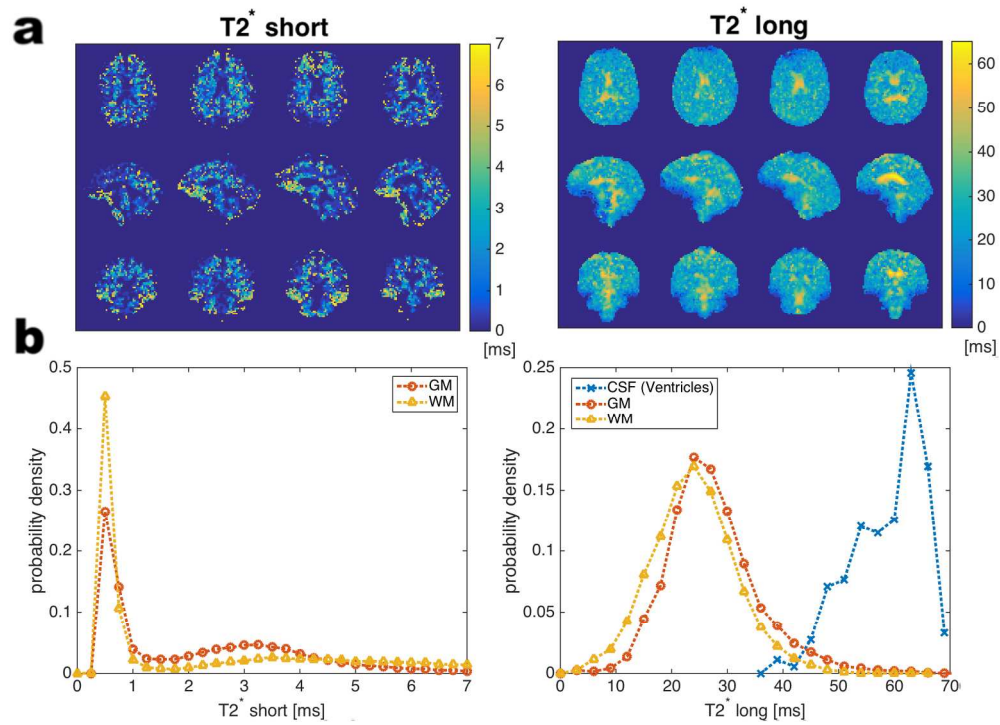 a
T2* short
T2* long
7
6
5
4
3
2
1
0
[ms]
60
50
40
30
20
10
0
[ms]
b
0.5
0.4
0.3
0.2
0.1
0
probability density
GM
WM
0 1 2 3 4 5 6 7
T2* short [ms]
0.25
0.2
0.15
0.1
0.05
0
probability density
CSF (Ventricles)
GM
WM
0 10 20 30 40 50 60 70
T2* long [ms]